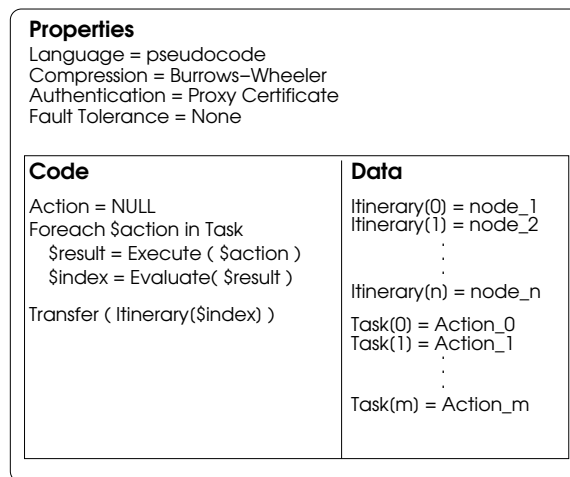 Properties
Language = pseudocode
Compression = Burrows–Wheeler
Authentication = Proxy Certificate
Fault Tolerance = None
Code
Action = NULL
Foreach $action in Task
$result = Execute ( $action )
$index = Evaluate( $result )
Transfer ( Itinerary($index) )
Data
Itinerary(0) = node_1
Itinerary(1) = node_2
.
.
.
Itinerary(n) = node_n
Task(0) = Action_0
Task(1) = Action_1
.
.
.
Task(m) = Action_m